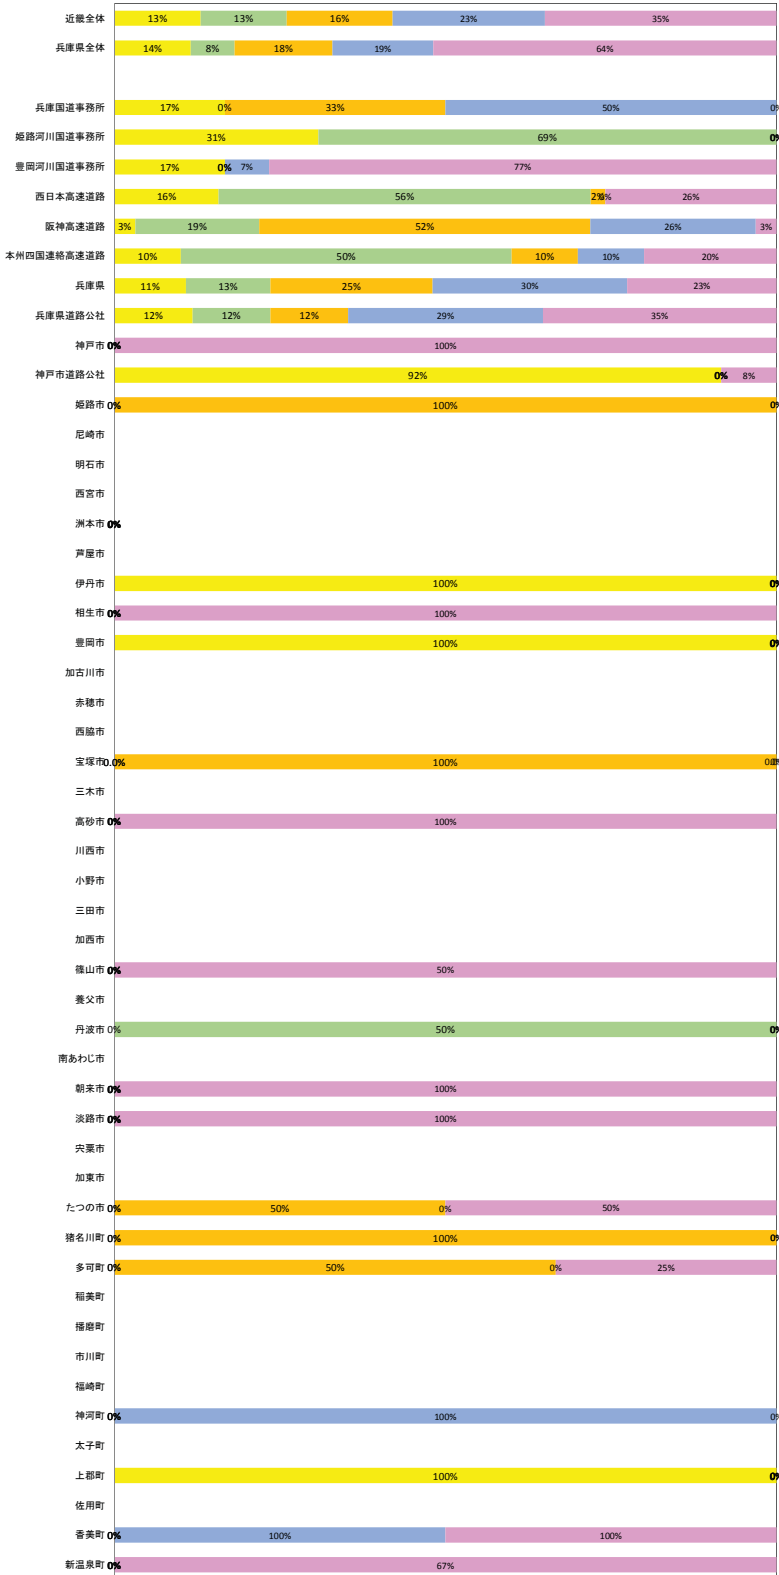 近畿全体 13% 13% 16% 23% 35%
兵庫県全体 14% 8% 18% 19% 64%
兵庫国道事務所 17% 0% 33% 50% 0%
姫路河川国道事務所 31% 69% 0%
豊岡河川国道事務所 17% 0% 7% 77%
西日本高速道路 16% 56% 2% 0% 26%
阪神高速道路 3% 19% 52% 26% 3%
本州四国連絡高速道路 10% 50% 10% 10% 20%
兵庫県 11% 13% 25% 30% 23%
兵庫県道路公社 12% 12% 12% 29% 35%
神戸市 0% 100%
神戸市道路公社 92% 0% 8%
姫路市 0% 100% 0%
尼崎市
明石市
西宮市
洲本市 0%
芦屋市
伊丹市 100% 0%
相生市 0% 100%
豊岡市 100% 0%
加古川市
赤穂市
西脇市
宝塚市 0.0% 100% 0.0%
三木市
高砂市 0% 100%
川西市
小野市
三田市
加西市
篠山市 0% 50%
養父市
丹波市 0% 50% 0%
南あわじ市
朝来市 0% 100%
淡路市 0% 100%
宍粟市
加東市
たつの市 0% 50% 0% 50%
猪名川町 0% 100% 0%
多可町 0% 50% 0% 25%
稲美町
播磨町
市川町
福崎町
神河町 0% 100% 0%
太子町
上郡町 100% 0%
佐用町
香美町 0% 100% 100%
新温泉町 0% 67%